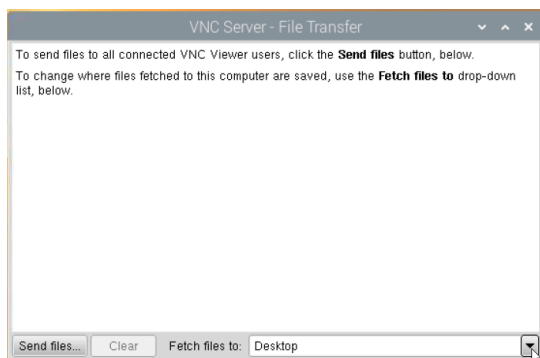 VNC Server - File Transfer
To send files to all connected VNC Viewer users, click the Send files button, below.
To change where files fetched to this computer are saved, use the Fetch files to drop-down
list, below.
Send files... Clear Fetch files to: Desktop